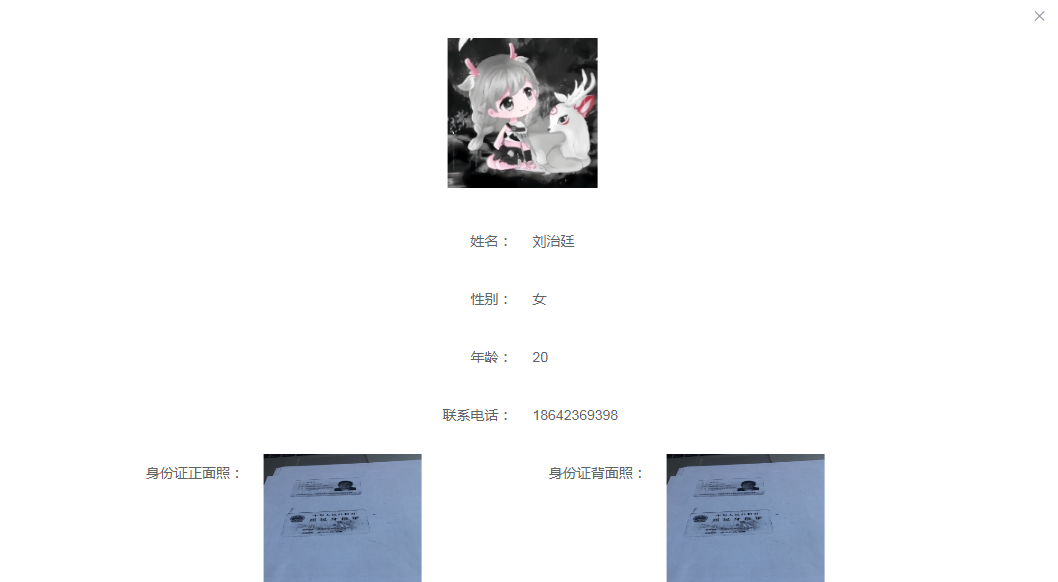 姓名： 刘治廷
性别： 女
年龄： 20
联系电话： 18642369398
身份证正面照：
身份证背面照：